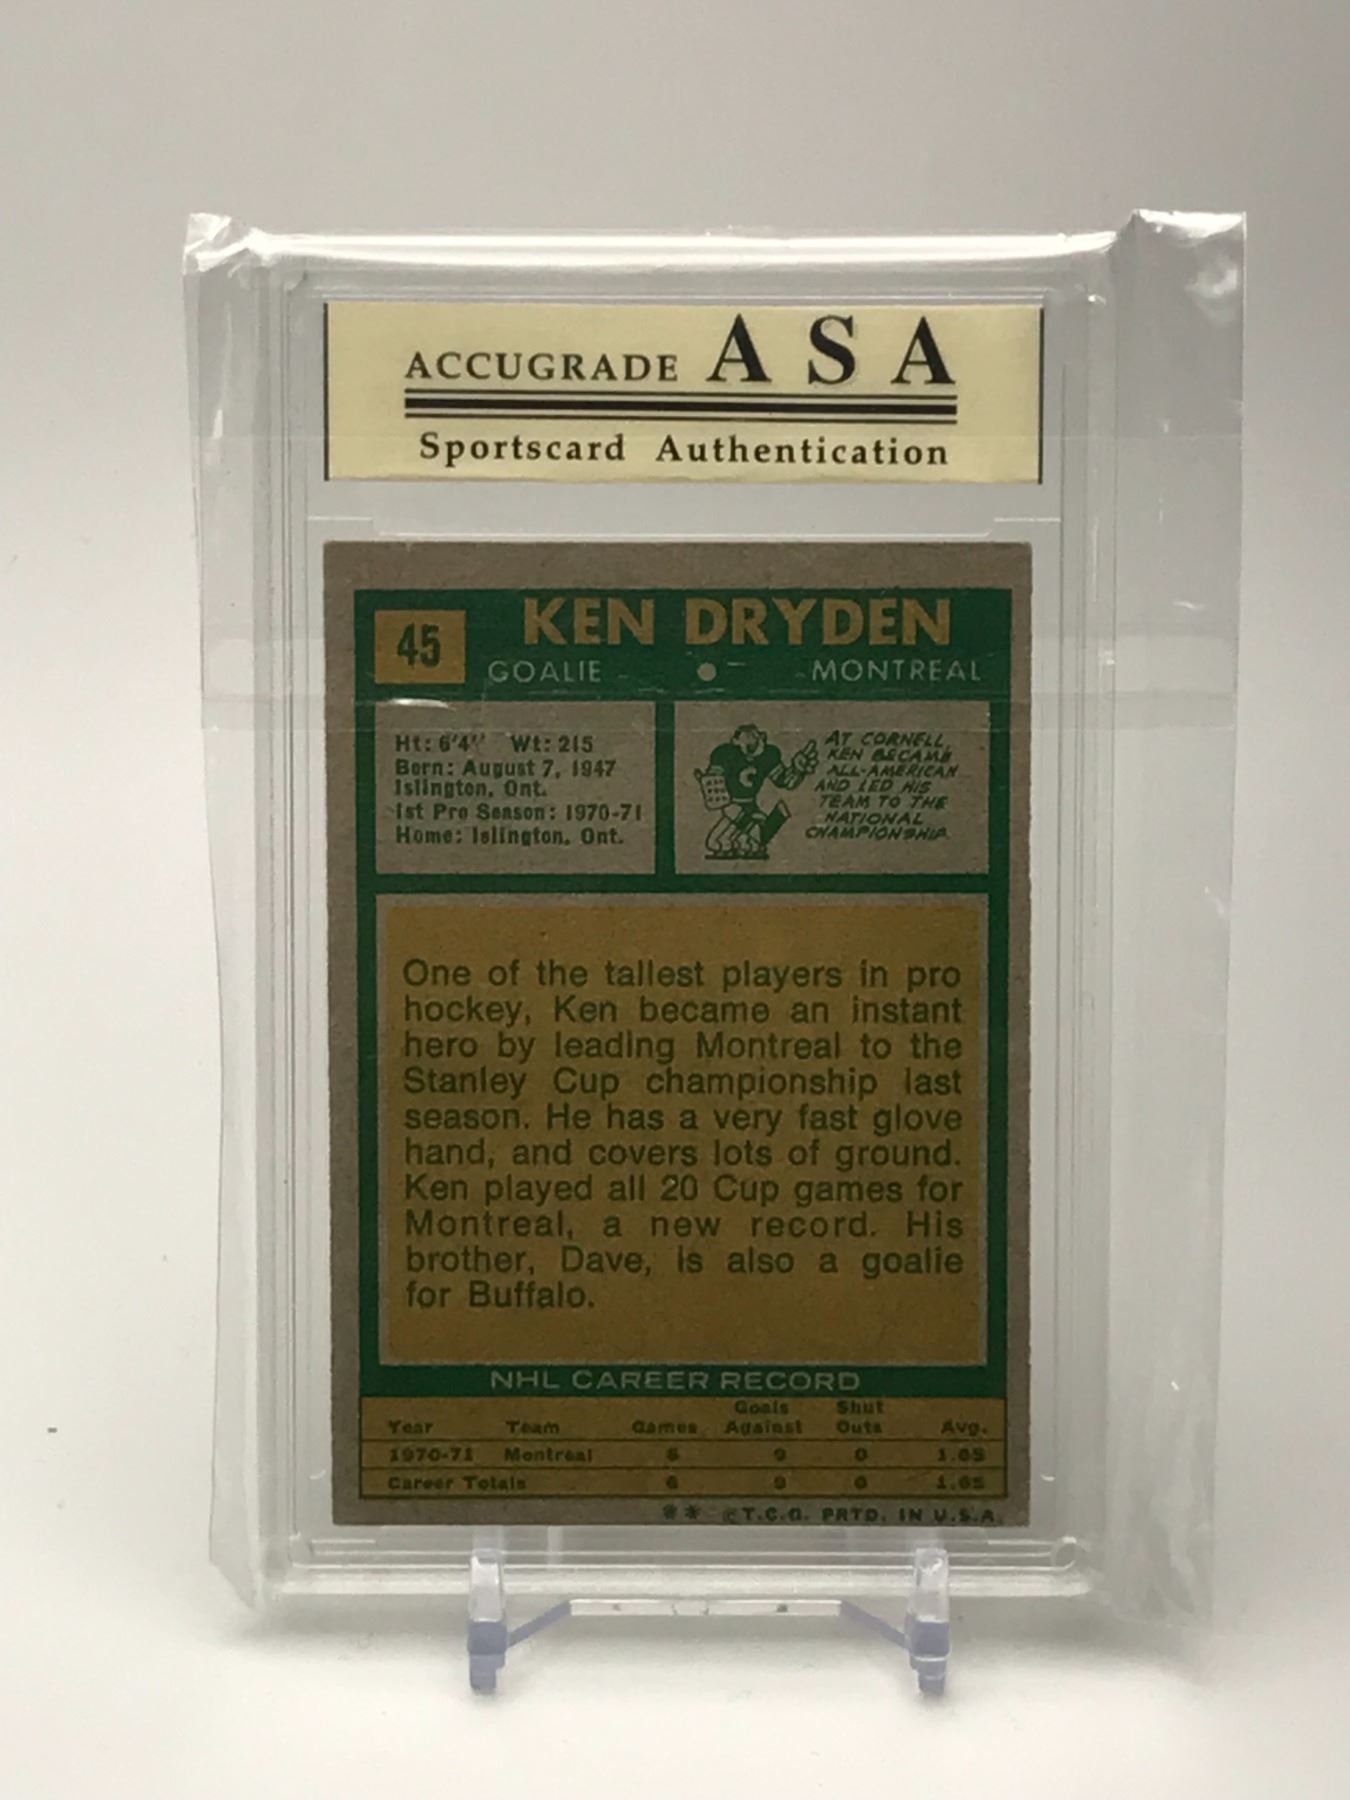 ACCUGRADE ASA
Sportscard Authentication
45
KEN DRYDEN
GOALIE MONTREAL
Ht: 6'4" Wt: 215
Born: August 7, 1947
Islington, Ont.
1st Pro Season: 1970-71
Home: Islington, Ont.
C
AT CORNELL,
KEN BECAME
ALL-AMERICAN
AND LED HIS
TEAM TO THE
NATIONAL
CHAMPIONSHIP.
One of the tallest players in pro
hockey, Ken became an instant
hero by leading Montreal to the
Stanley Cup championship last
season. He has a very fast glove
hand, and covers lots of ground.
Ken played all 20 Cup games for
Montreal, a new record. His
brother, Dave, is also a goalie
for Buffalo.
NHL CAREER RECORD
Year Team Games Goals Against Shut Outs Avg.
1970-71 Montreal 6 9 0 1.65
Career Totals 6 9 0 1.65
** © T.C.G. PRTD. IN U.S.A.